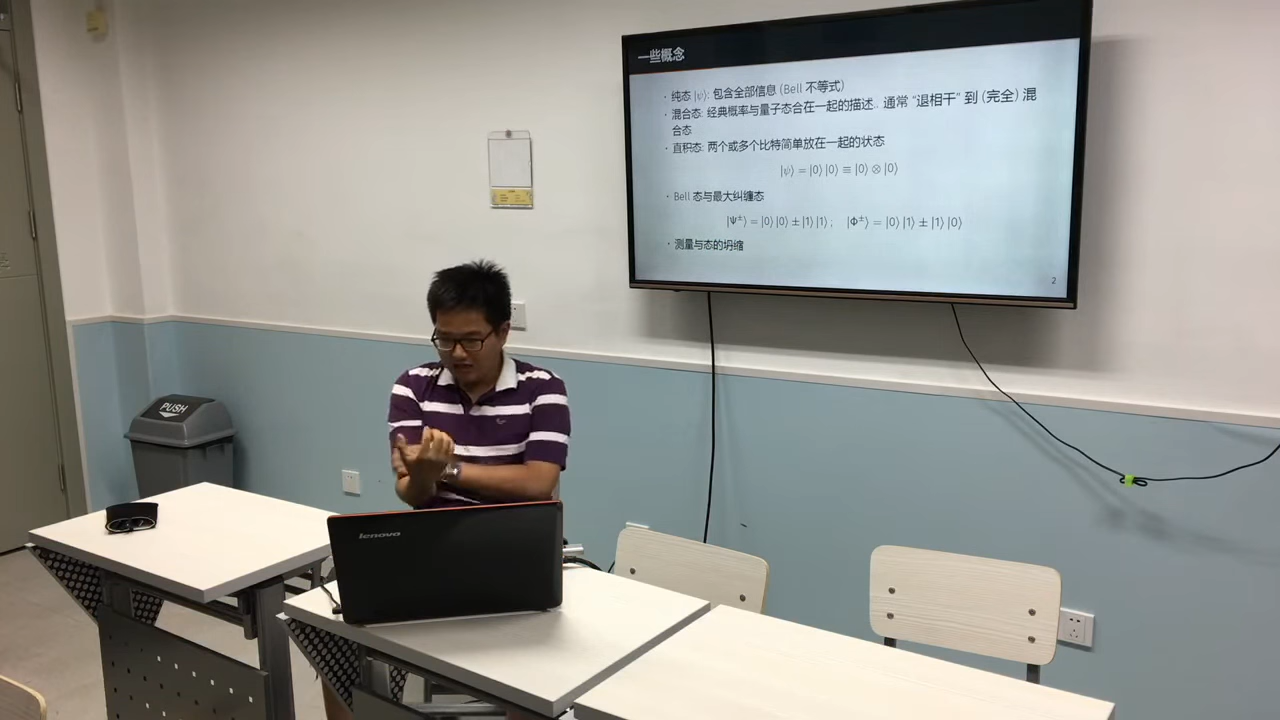 一些概念
· 纯态 |ψ⟩: 包含全部信息 (Bell 不等式)
· 混合态: 经典概率与量子态合在一起的描述.. 通常 “退相干” 到 (完全) 混
合态
· 直积态: 两个或多个比特简单放在一起的状态
|ψ⟩ = |0⟩ |0⟩ ≡ |0⟩ ⊗ |0⟩
· Bell 态与最大纠缠态
|Ψ±⟩ = |0⟩ |0⟩ ± |1⟩ |1⟩ ; |Φ±⟩ = |0⟩ |1⟩ ± |1⟩ |0⟩
· 测量与态的坍缩
2
PUSH
lenovo